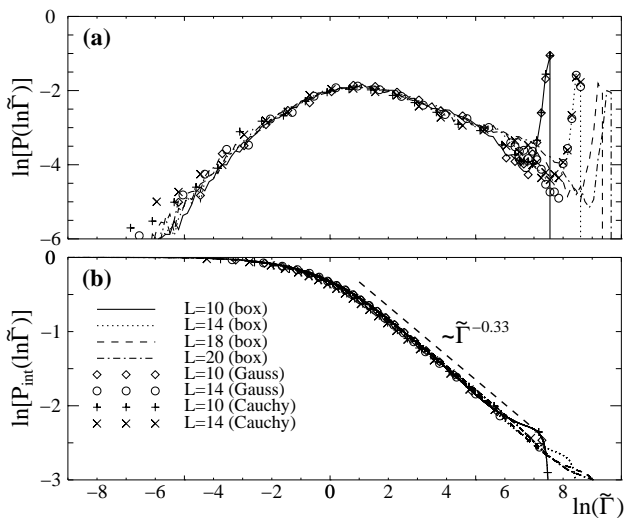 (a)
ln[P(lnΓ̃)]
0
−2
−4
−6
(b)
ln[P_int(lnΓ̃)]
0
−1
−2
−3
~Γ̃^−0.33
L=10 (box)
L=14 (box)
L=18 (box)
L=20 (box)
L=10 (Gauss)
L=14 (Gauss)
L=10 (Cauchy)
L=14 (Cauchy)
−8 −6 −4 −2 0 2 4 6 8
ln(Γ̃)